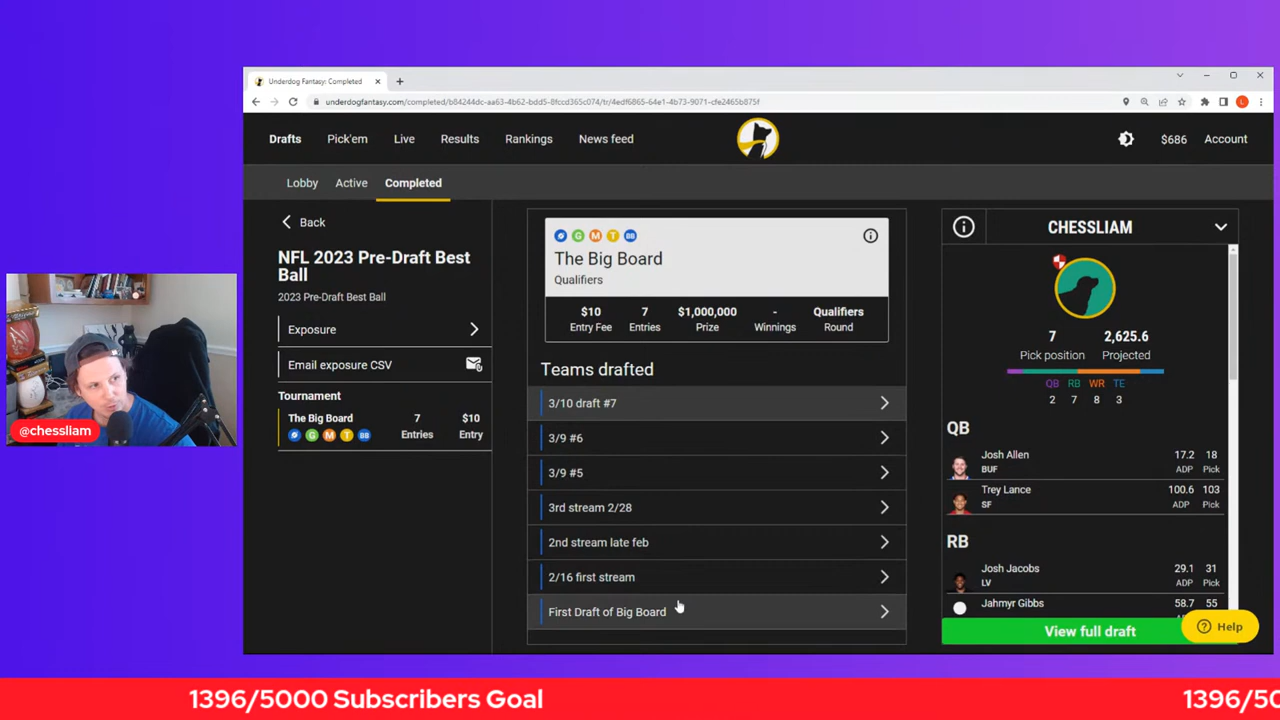 Underdog Fantasy: Completed
underdogfantasy.com/completed/b84244dc-aa63-4b62-bdd5-8fccd365c074/tr/4edf6865-64e1-4b73-9071-cfe2465b875f
Drafts Pick'em Live Results Rankings News feed $686 Account
Lobby Active Completed
Back
NFL 2023 Pre-Draft Best
Ball
2023 Pre-Draft Best Ball
Exposure
Email exposure CSV
Tournament
The Big Board 7 $10
G M T BB Entries Entry
G M T BB
The Big Board
Qualifiers
$10 7 $1,000,000 - Qualifiers
Entry Fee Entries Prize Winnings Round
Teams drafted
3/10 draft #7
3/9 #6
3/9 #5
3rd stream 2/28
2nd stream late feb
2/16 first stream
First Draft of Big Board
CHESSLIAM
7 2,625.6
Pick position Projected
QB RB WR TE
2 7 8 3
QB
Josh Allen 17.2 18
BUF ADP Pick
Trey Lance 100.6 103
SF ADP Pick
RB
Josh Jacobs 29.1 31
LV ADP Pick
Jahmyr Gibbs 58.7 55
View full draft
Help
@chessliam
1396/5000 Subscribers Goal
1396/50